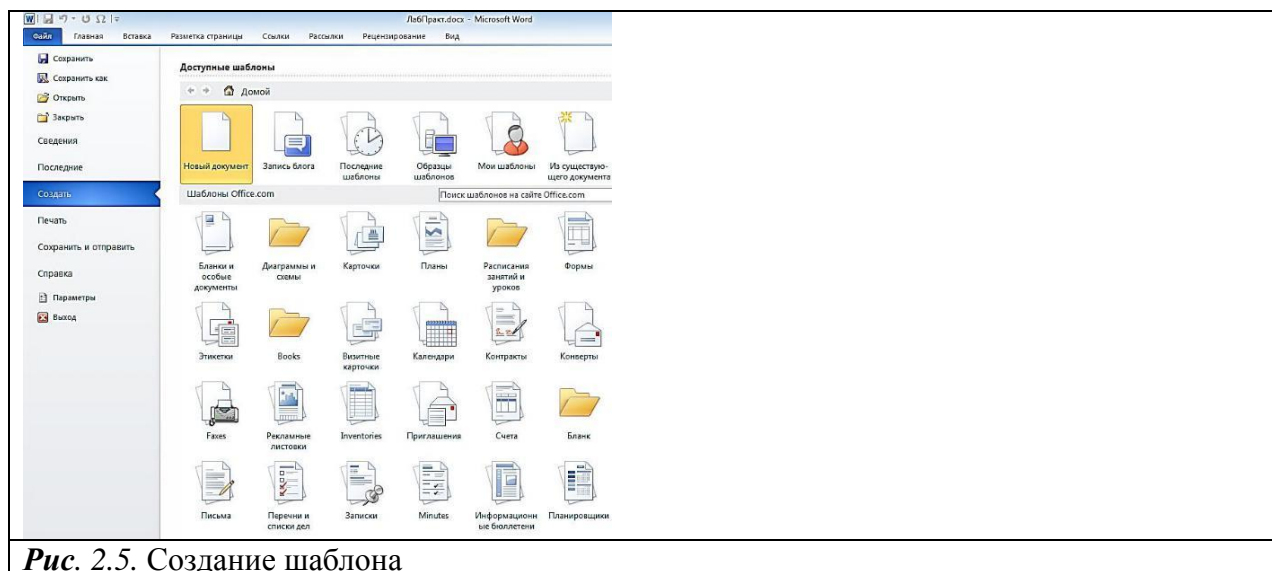 ЛабПракт.docx - Microsoft Word
Файл Главная Вставка Разметка страницы Ссылки Рассылки Рецензирование Вид
Сохранить
Сохранить как
Открыть
Закрыть
Сведения
Последние
Создать
Печать
Сохранить и отправить
Справка
Параметры
Выход
Доступные шаблоны
Домой
Новый документ
Запись блога
Последние
шаблоны
Образцы
шаблонов
Мои шаблоны
Из существую-
щего документа
Шаблоны Office.com
Поиск шаблонов на сайте Office.com
Бланки и
особые
документы
Диаграммы и
схемы
Карточки
Планы
Расписания
занятий и
уроков
Формы
Этикетки
Books
Визитные
карточки
Календари
Контракты
Конверты
Faxes
Рекламные
листовки
Inventories
Приглашения
Счета
Бланк
Письма
Перечни и
списки дел
Записки
Minutes
Информационн
ые бюллетени
Планировщики
Рис. 2.5. Создание шаблона